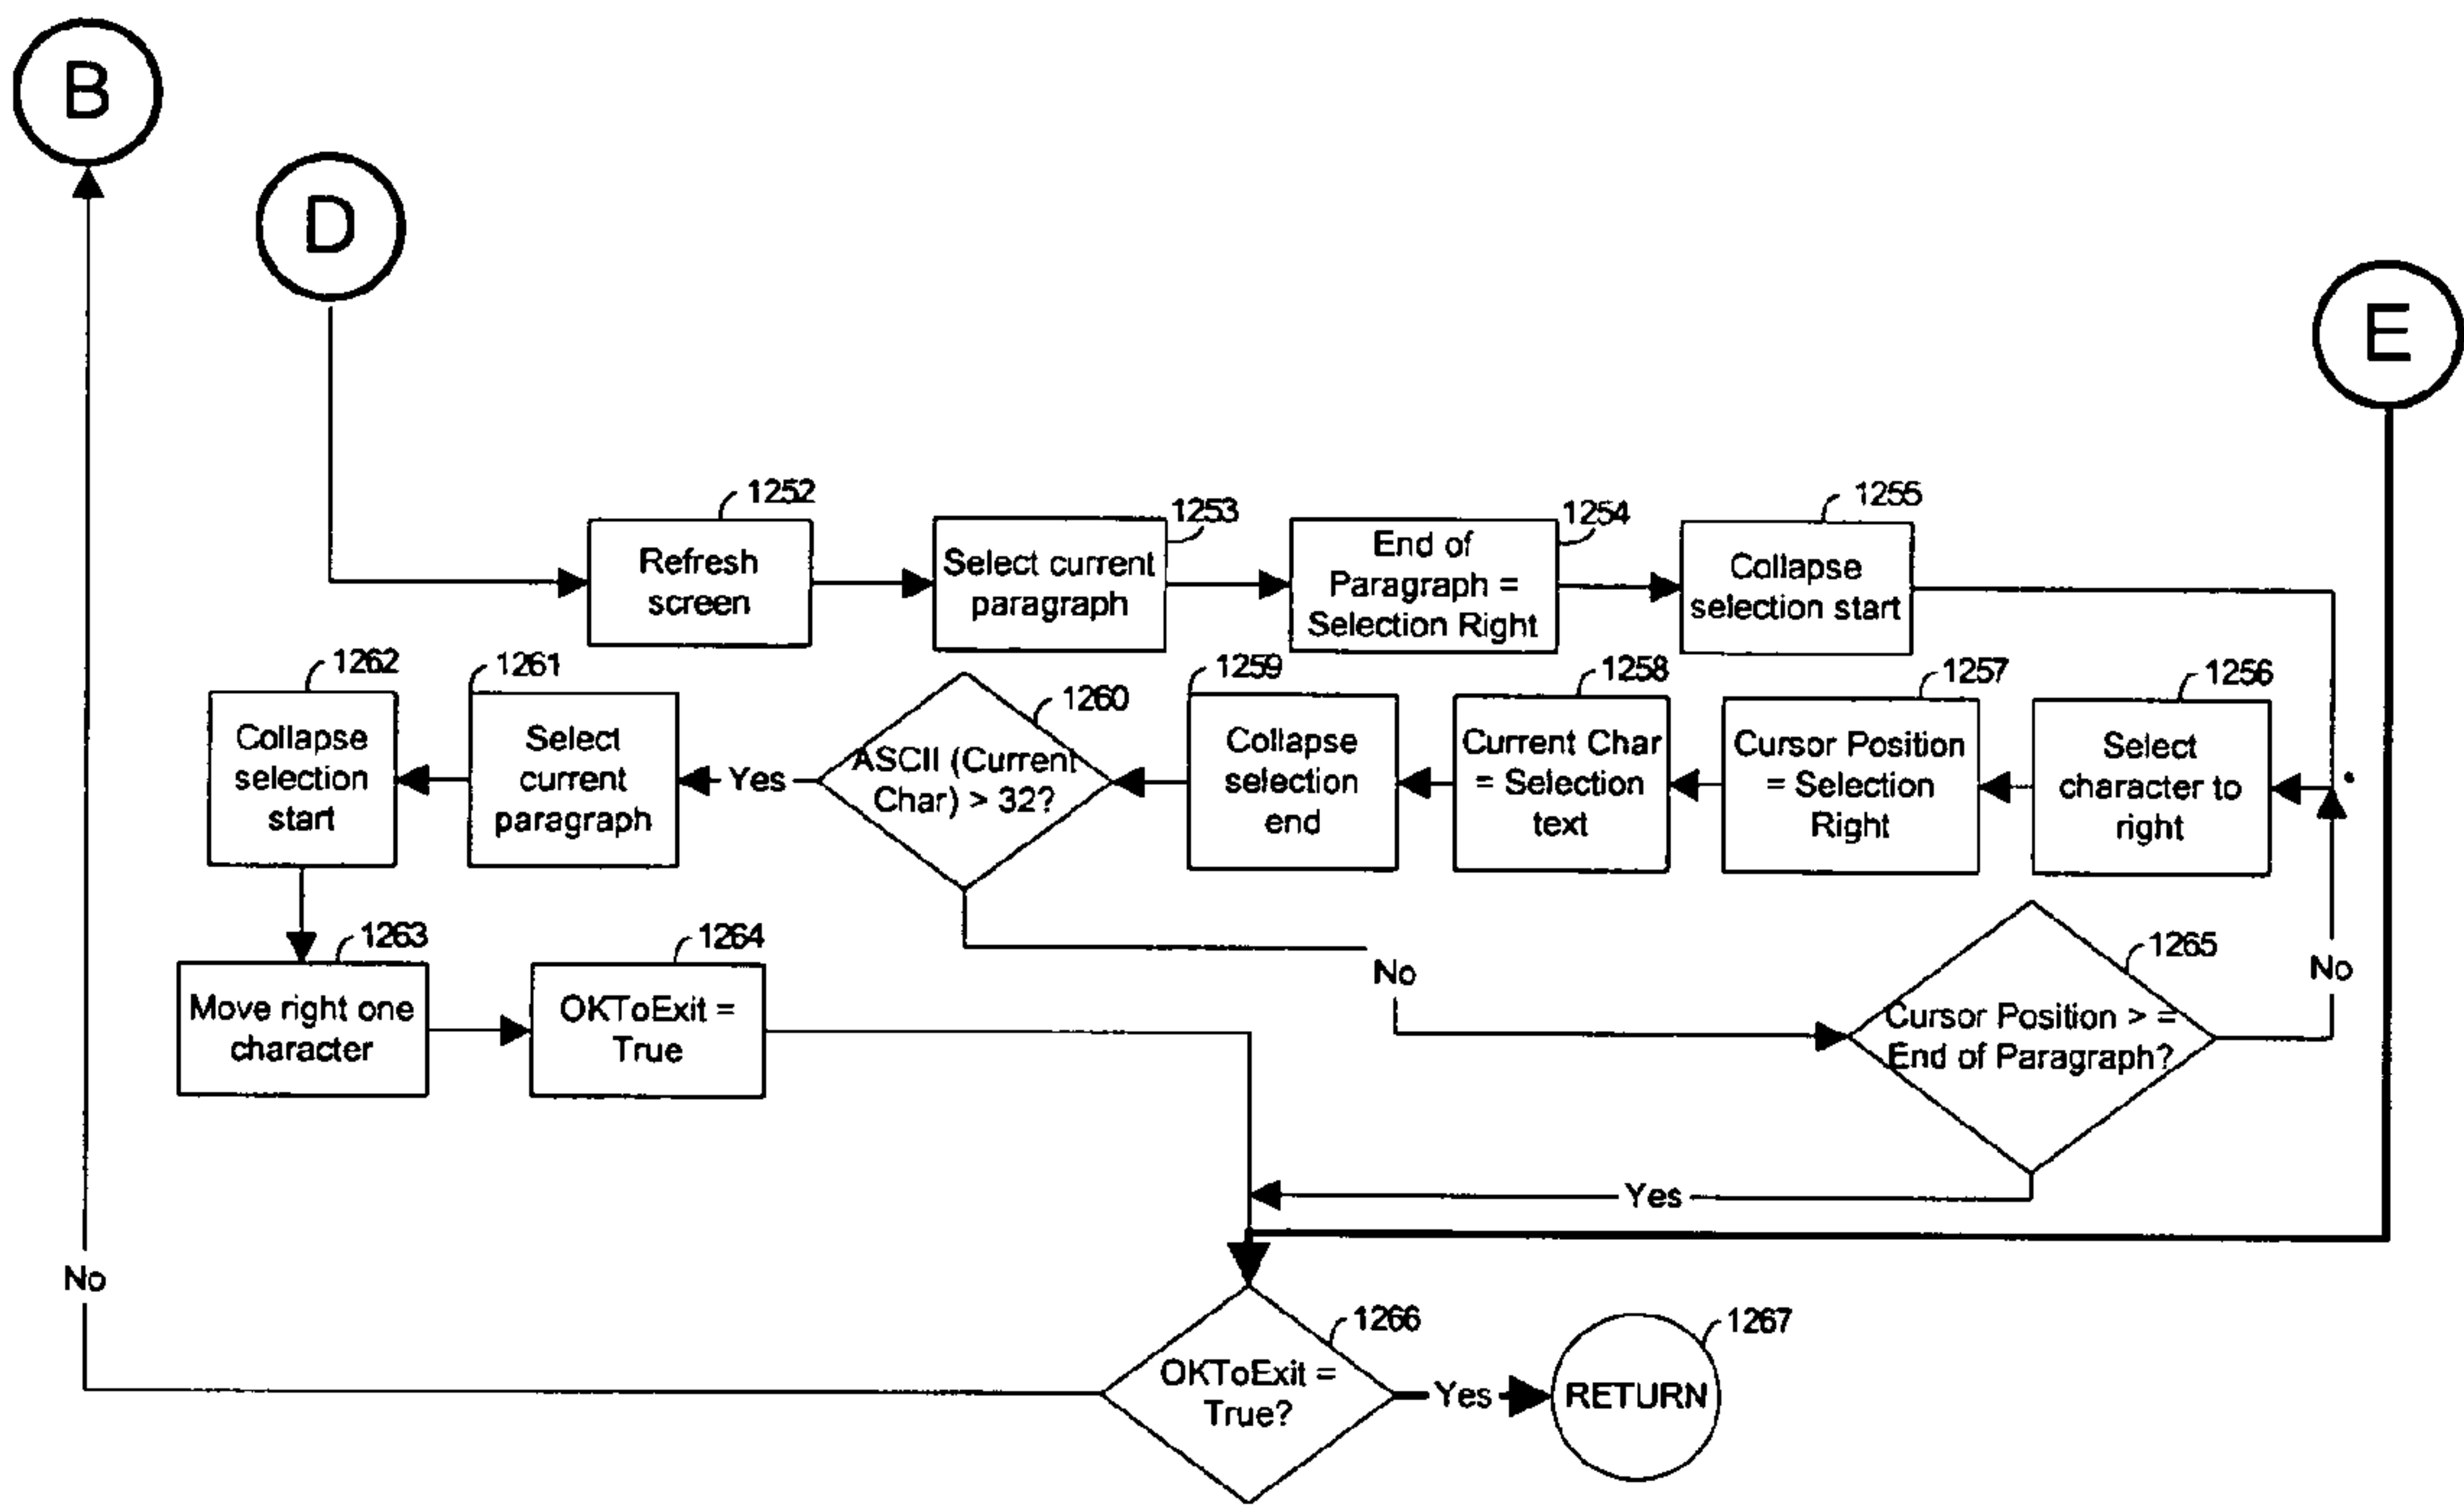 B
D
E
1252
Refresh
screen
1253
Select current
paragraph
1254
End of
Paragraph =
Selection Right
1255
Collapse
selection start
1262
Collapse
selection
start
1261
Select
current
paragraph
Yes
1260
ASCII (Current
Char) > 32?
1259
Collapse
selection
end
1258
Current Char
= Selection
text
1257
Cursor Position
= Selection
Right
1256
Select
character to
right
1263
Move right one
character
1264
OKToExit =
True
No
1265
Cursor Position > =
End of Paragraph?
No
Yes
No
1266
OKToExit =
True?
Yes
1267
RETURN